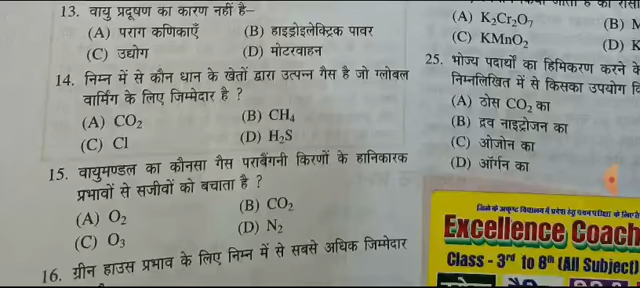 13. वायु प्रदूषण का कारण नहीं है–
(A) पराग कणिकाएँ (B) हाइड्रोइलेक्ट्रिक पावर
(C) उद्योग (D) मोटरवाहन
14. निम्न में से कौन धान के खेतों द्वारा उत्पन्न गैस है जो ग्लोबल
वार्मिंग के लिए जिम्मेदार है ?
(A) CO₂ (B) CH₄
(C) Cl (D) H₂S
15. वायुमण्डल का कौनसा गैस पराबैंगनी किरणों के हानिकारक
प्रभावों से सजीवों को बचाता है ?
(A) O₂ (B) CO₂
(C) O₃ (D) N₂
16. ग्रीन हाउस प्रभाव के लिए निम्न में से सबसे अधिक जिम्मेदार
(A) K₂Cr₂O₇ (B)
(C) KMnO₂ (D) K
25. भोज्य पदार्थों का हिमिकरण करने के
निम्नलिखित में से किसका उपयोग
(A) ठोस CO₂ का
(B) द्रव नाइट्रोजन का
(C) ओजोन का
(D) ऑर्गन का
Excellence Coach
Class - 3rd to 8th (All Subject)